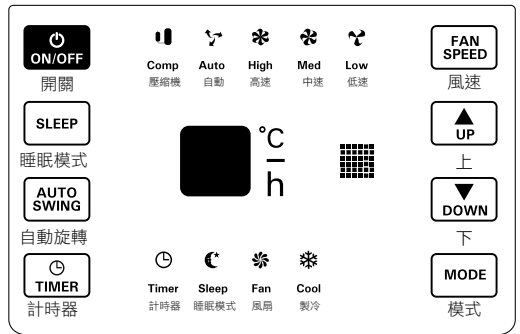 ON/OFF
開關
SLEEP
睡眠模式
AUTO
SWING
自動旋轉
TIMER
計時器
Comp Auto High Med Low
壓縮機 自動 高速 中速 低速
°C
h
Timer Sleep Fan Cool
計時器 睡眠模式 風扇 製冷
FAN
SPEED
風速
UP
上
DOWN
下
MODE
模式